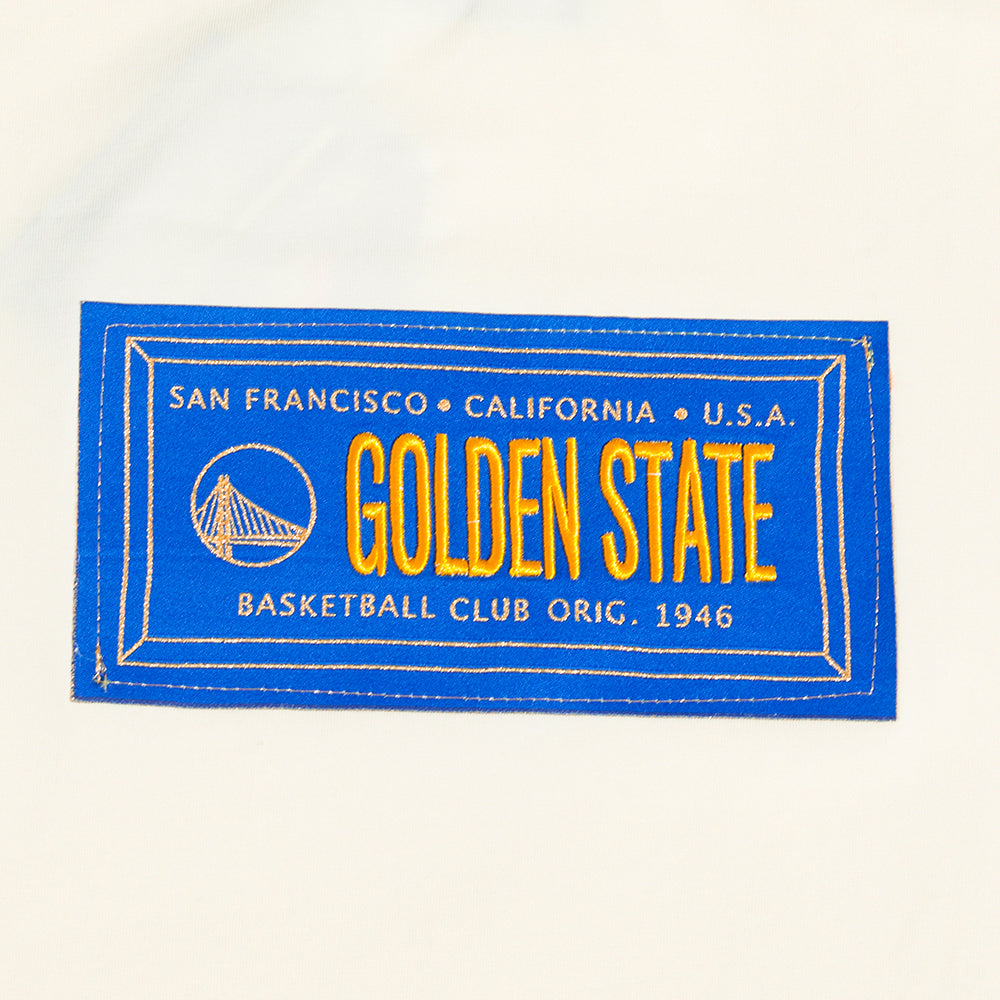 SAN FRANCISCO • CALIFORNIA • U.S.A.
GOLDEN STATE
BASKETBALL CLUB ORIG. 1946